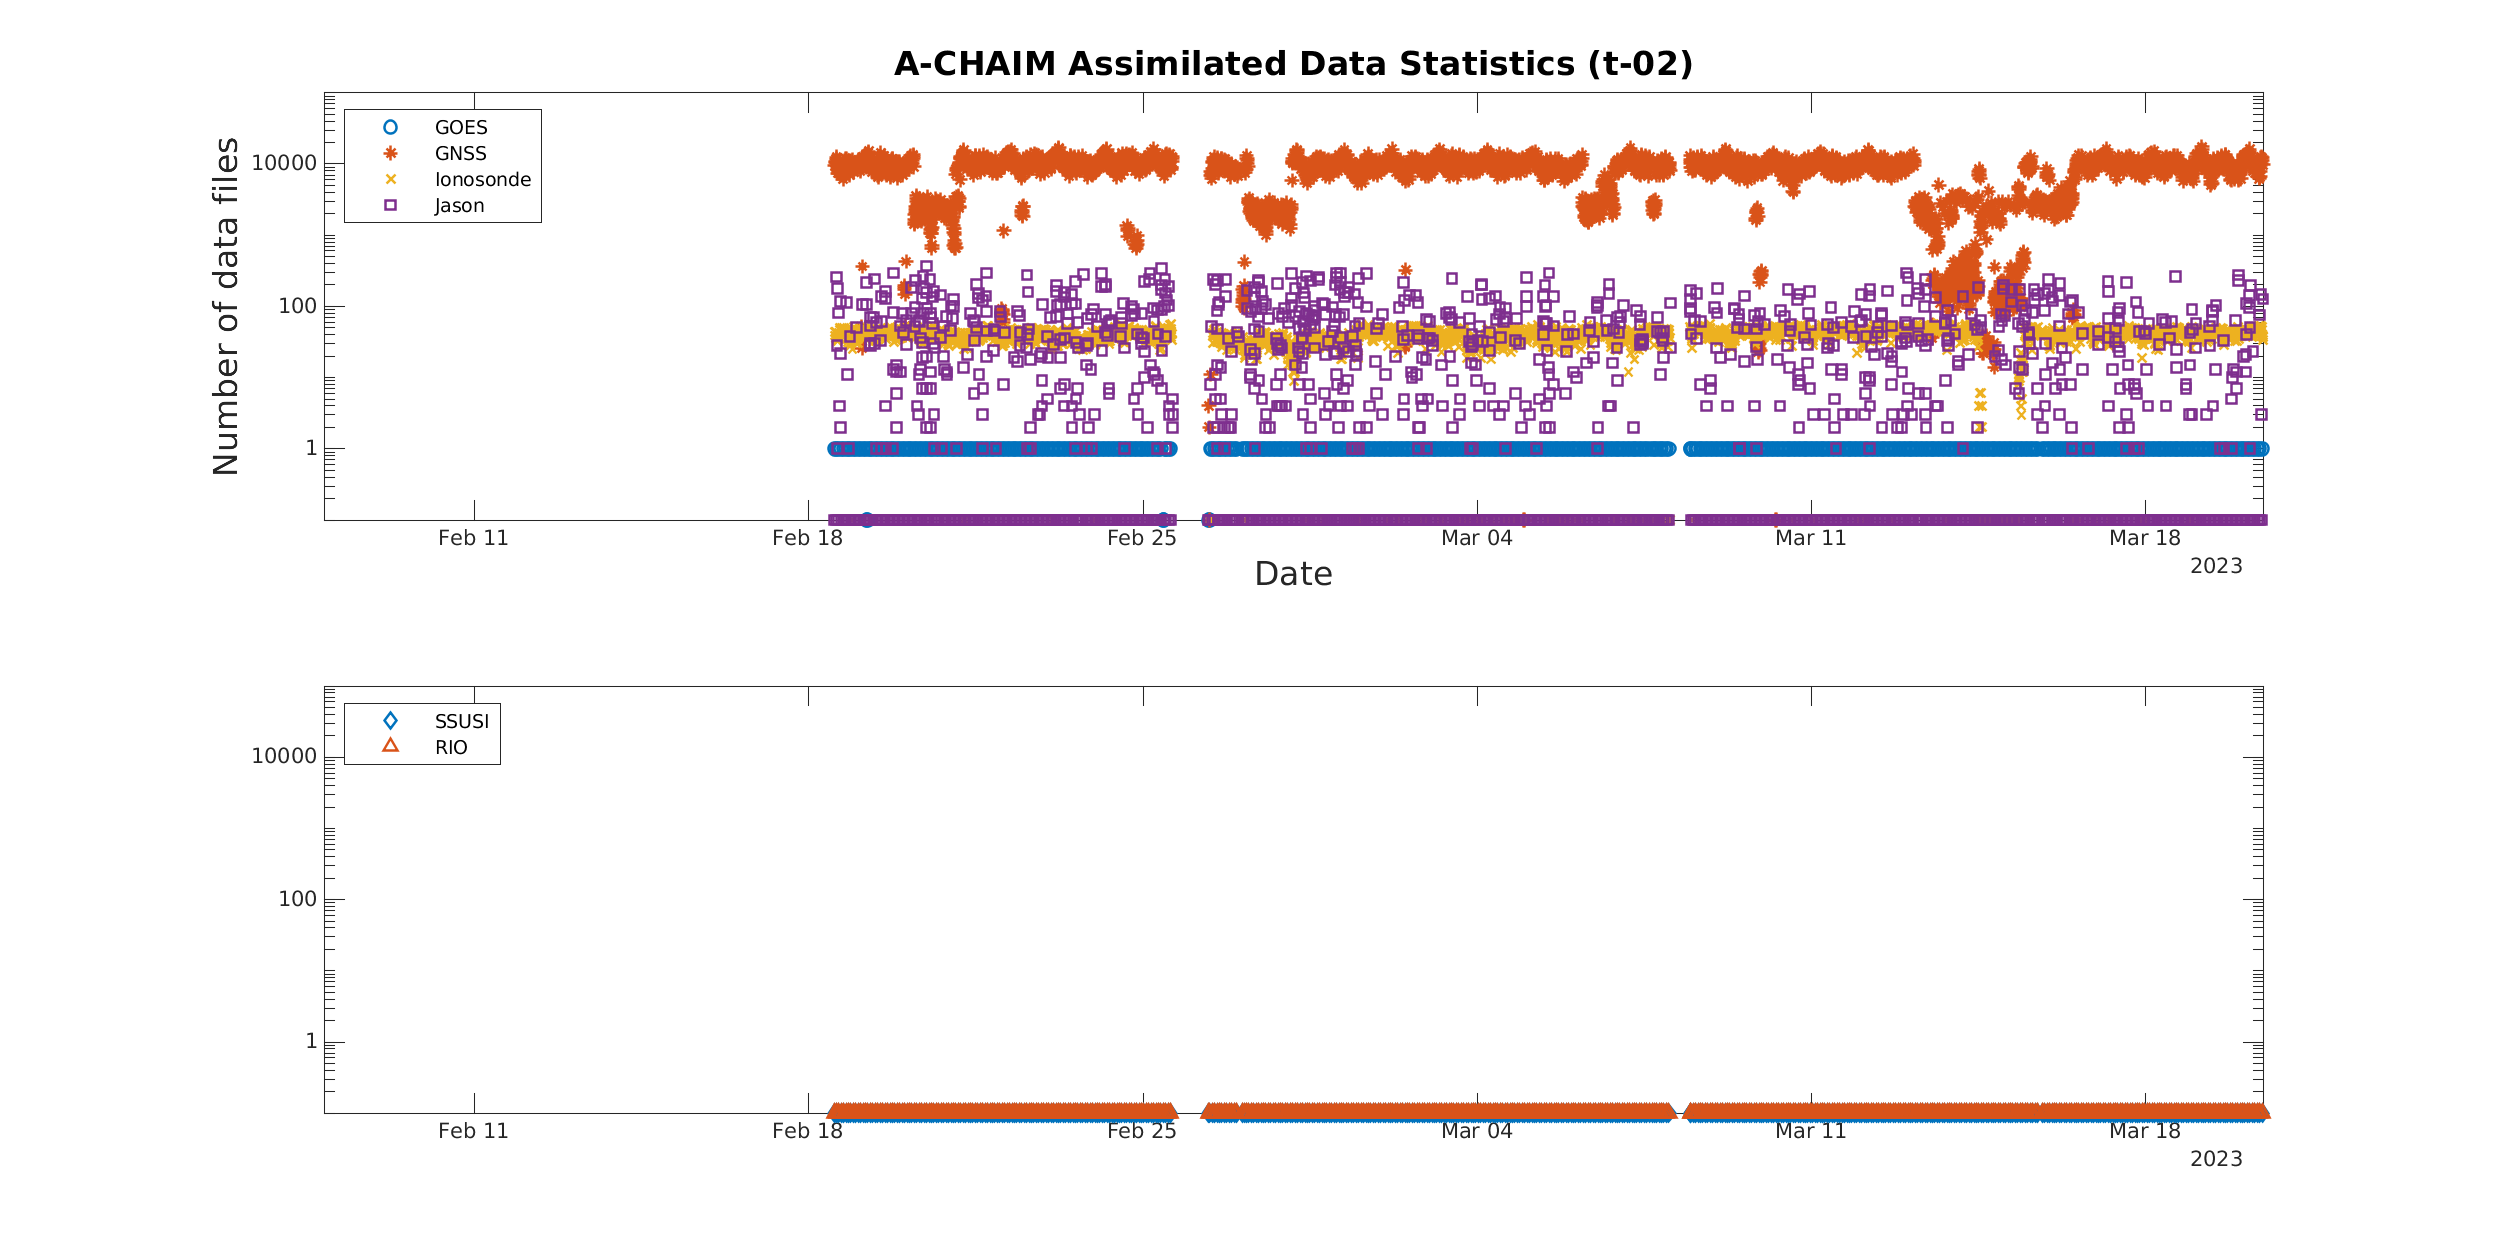 A-CHAIM Assimilated Data Statistics (t-02)
GOES
GNSS
Ionosonde
Jason
Number of data files
10000
100
1
Feb 11 Feb 18 Feb 25 Mar 04 Mar 11 Mar 18
2023
Date
SSUSI
RIO
10000
100
1
Feb 11 Feb 18 Feb 25 Mar 04 Mar 11 Mar 18
2023